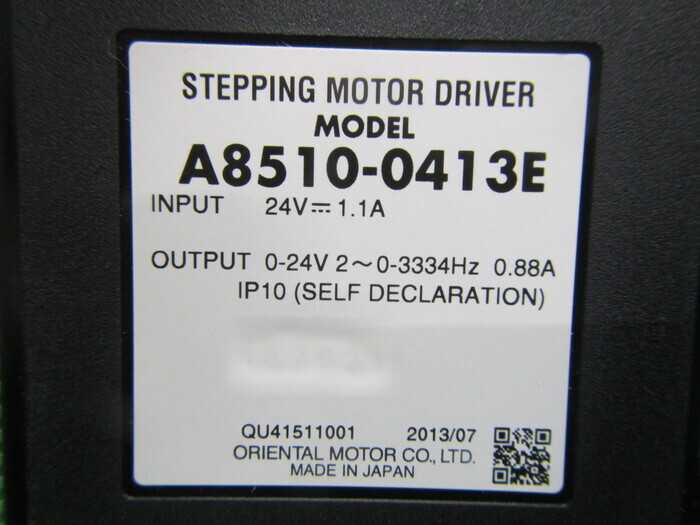 STEPPING MOTOR DRIVER
MODEL
A8510-0413E
INPUT 24V⎓1.1A
OUTPUT 0-24V 2～0-3334Hz 0.88A
IP10 (SELF DECLARATION)
QU41511001 2013/07
ORIENTAL MOTOR CO., LTD.
MADE IN JAPAN